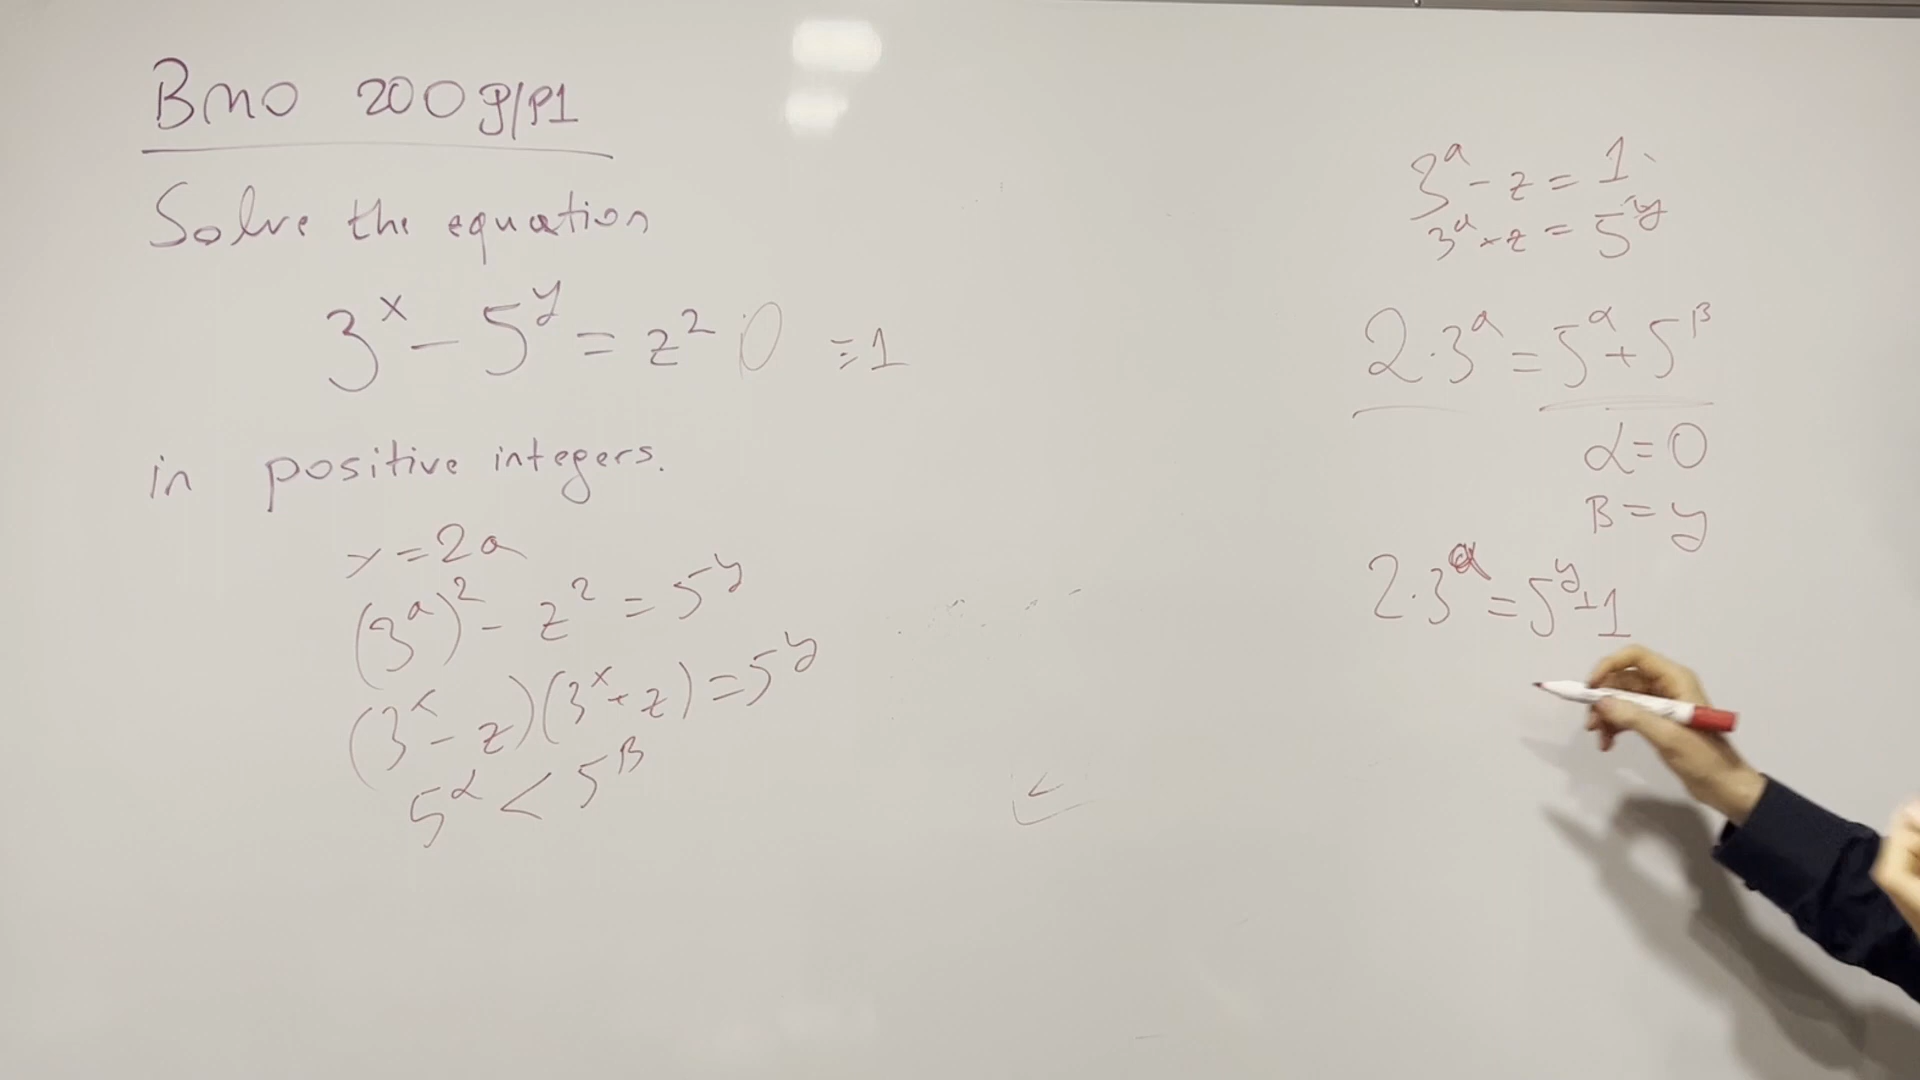 BMO 2009/P1
Solve the equation
3^x - 5^y = z^2 0 ≡ 1
in positive integers.
x = 2a
(3^a)^2 - z^2 = 5^y
(3^x - z)(3^x + z) = 5^y
5^α < 5^β
<
3^a - z = 1
3^a + z = 5^y
2·3^a = 5^α + 5^β
α = 0
β = y
2·3^a = 5^y + 1